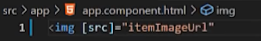 src > app > app.component.html > img
1 <img [src]="itemImageUrl"